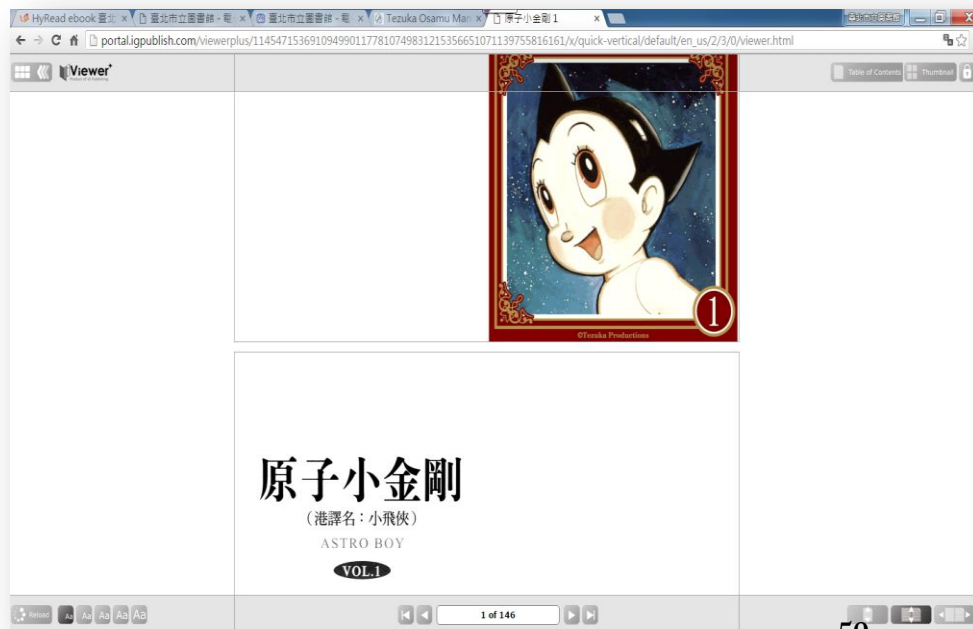 HyRead ebook 臺北
臺北市立圖書館 - 電
臺北市立圖書館 - 電
Tezuka Osamu Man
原子小金剛 1
portal.igpublish.com/viewerplus/1145471536910949901177810749831215356651071139755816161/x/quick-vertical/default/en_us/2/3/0/viewer.html
Viewer+
Table of Contents
Thumbnail
1
©Tezuka Productions
原子小金剛
（港譯名：小飛俠）
ASTRO BOY
VOL.1
Reload
Aa Aa Aa Aa Aa
1 of 146